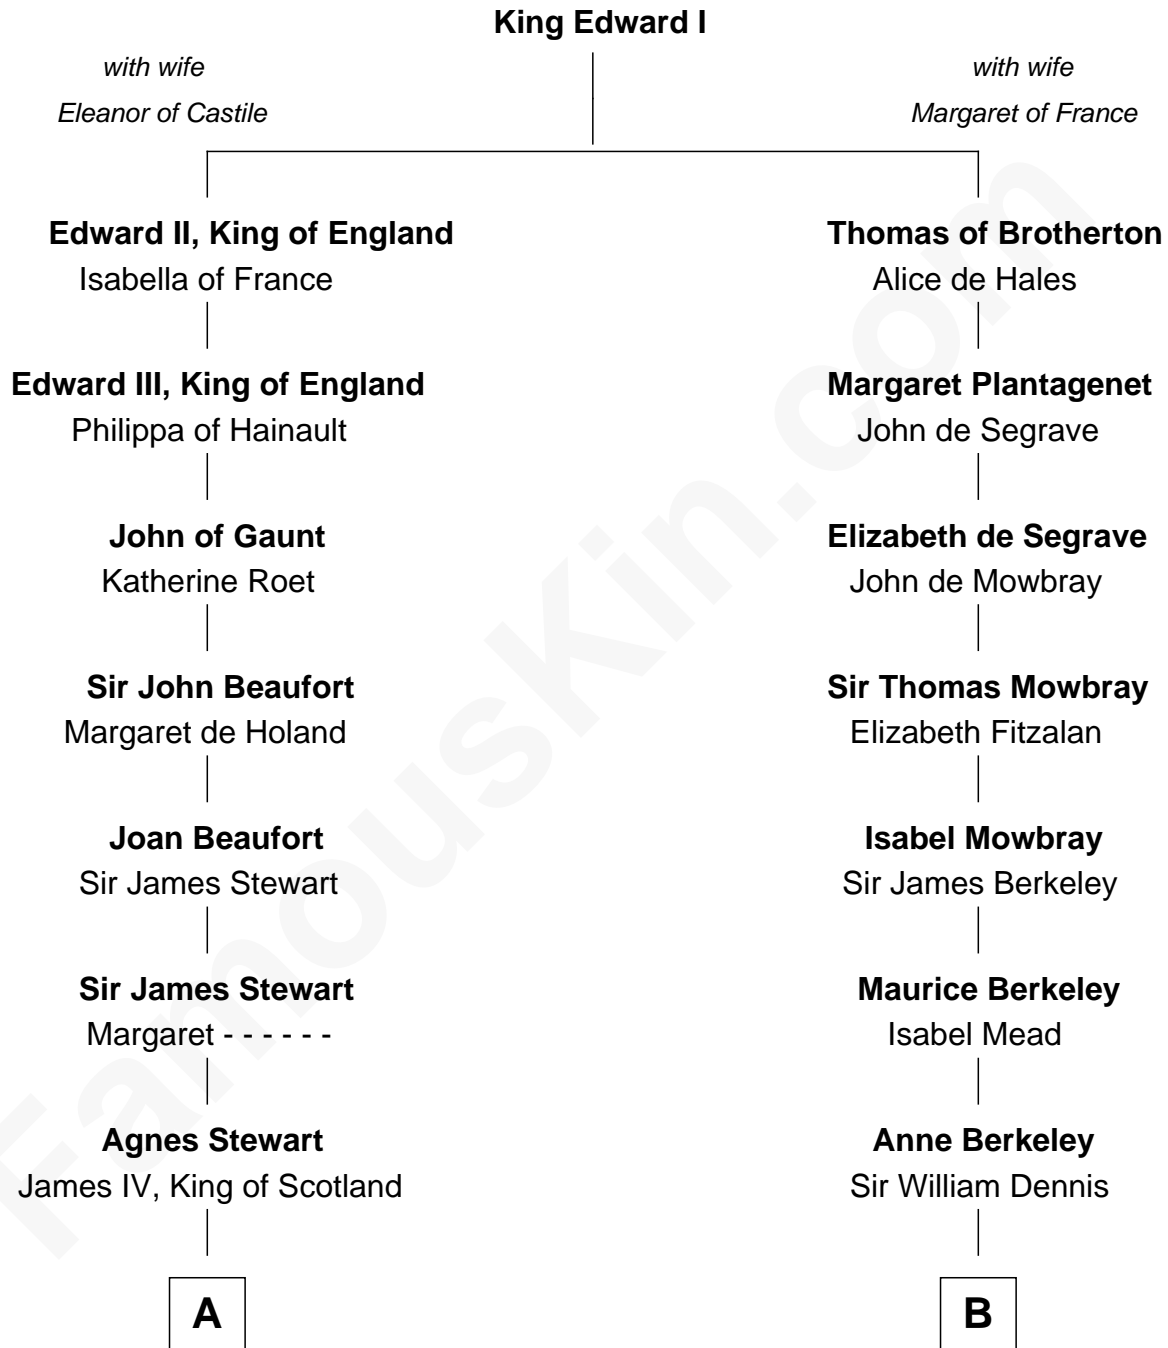 King Edward I
with wife
Eleanor of Castile
with wife
Margaret of France
Edward II, King of England
Isabella of France
Thomas of Brotherton
Alice de Hales
Edward III, King of England
Philippa of Hainault
Margaret Plantagenet
John de Segrave
John of Gaunt
Katherine Roet
Elizabeth de Segrave
John de Mowbray
Sir John Beaufort
Margaret de Holand
Sir Thomas Mowbray
Elizabeth Fitzalan
Joan Beaufort
Sir James Stewart
Isabel Mowbray
Sir James Berkeley
Sir James Stewart
Margaret - - - - - -
Maurice Berkeley
Isabel Mead
Agnes Stewart
James IV, King of Scotland
Anne Berkeley
Sir William Dennis
A
B
FamousKin.com